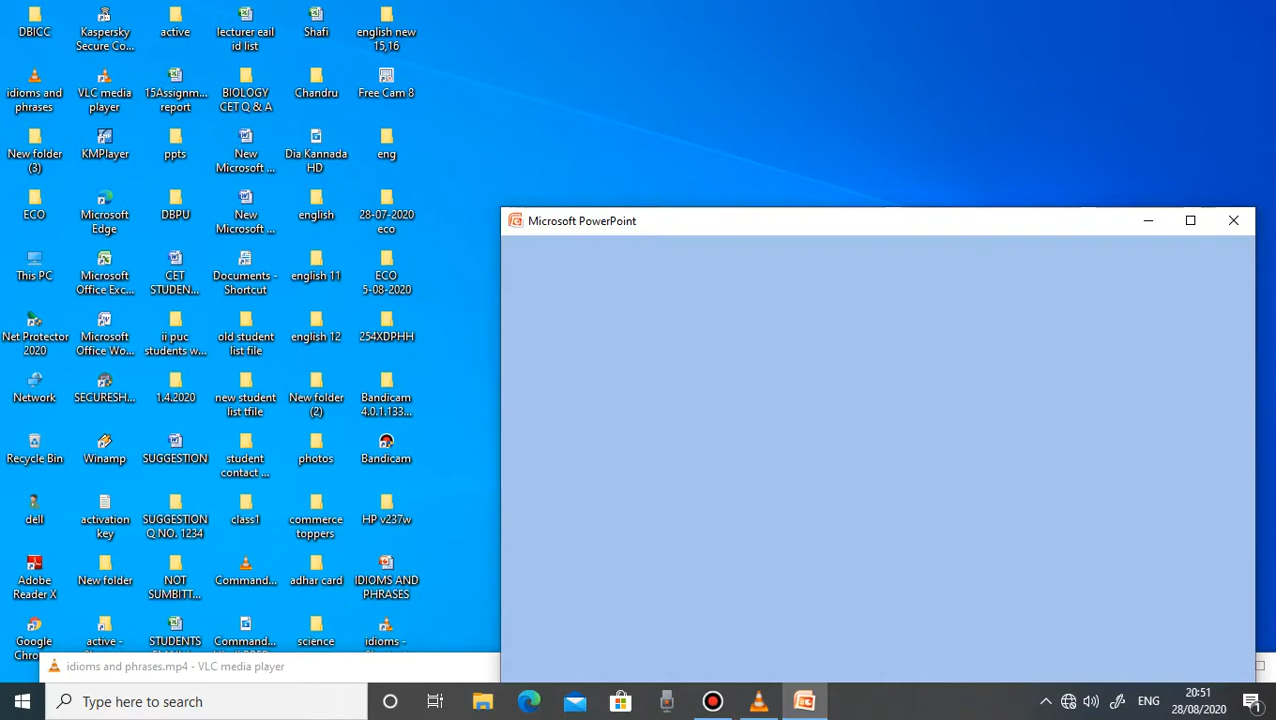 DBICC
Kaspersky
Secure Co...
active
lecturer eail
id list
Shafi
english new
15,16
idioms and
phrases
VLC media
player
15Assignm...
report
BIOLOGY
CET Q & A
Chandru
Free Cam 8
New folder
(3)
KMPlayer
ppts
New
Microsoft ...
Dia Kannada
HD
eng
ECO
Microsoft
Edge
DBPU
New
Microsoft ...
english
28-07-2020
eco
Microsoft PowerPoint
This PC
Microsoft
Office Exc...
CET
STUDEN...
Documents -
Shortcut
english 11
ECO
5-08-2020
Net Protector
2020
Microsoft
Office Wo...
ii puc
students w...
old student
list file
english 12
254XDPHH
Network
SECURESH...
1.4.2020
new student
list tfile
New folder
(2)
Bandicam
4.0.1.133...
Recycle Bin
Winamp
SUGGESTION
student
contact ...
photos
Bandicam
dell
activation
key
SUGGESTION
Q NO. 1234
class1
commerce
toppers
HP v237w
Adobe
Reader X
New folder
NOT
SUMBITT...
Command...
adhar card
IDIOMS AND
PHRASES
Google
Chro
active -
STUDENTS
Command...
science
idioms -
idioms and phrases.mp4 - VLC media player
Type here to search
ENG
20:51
28/08/2020
1